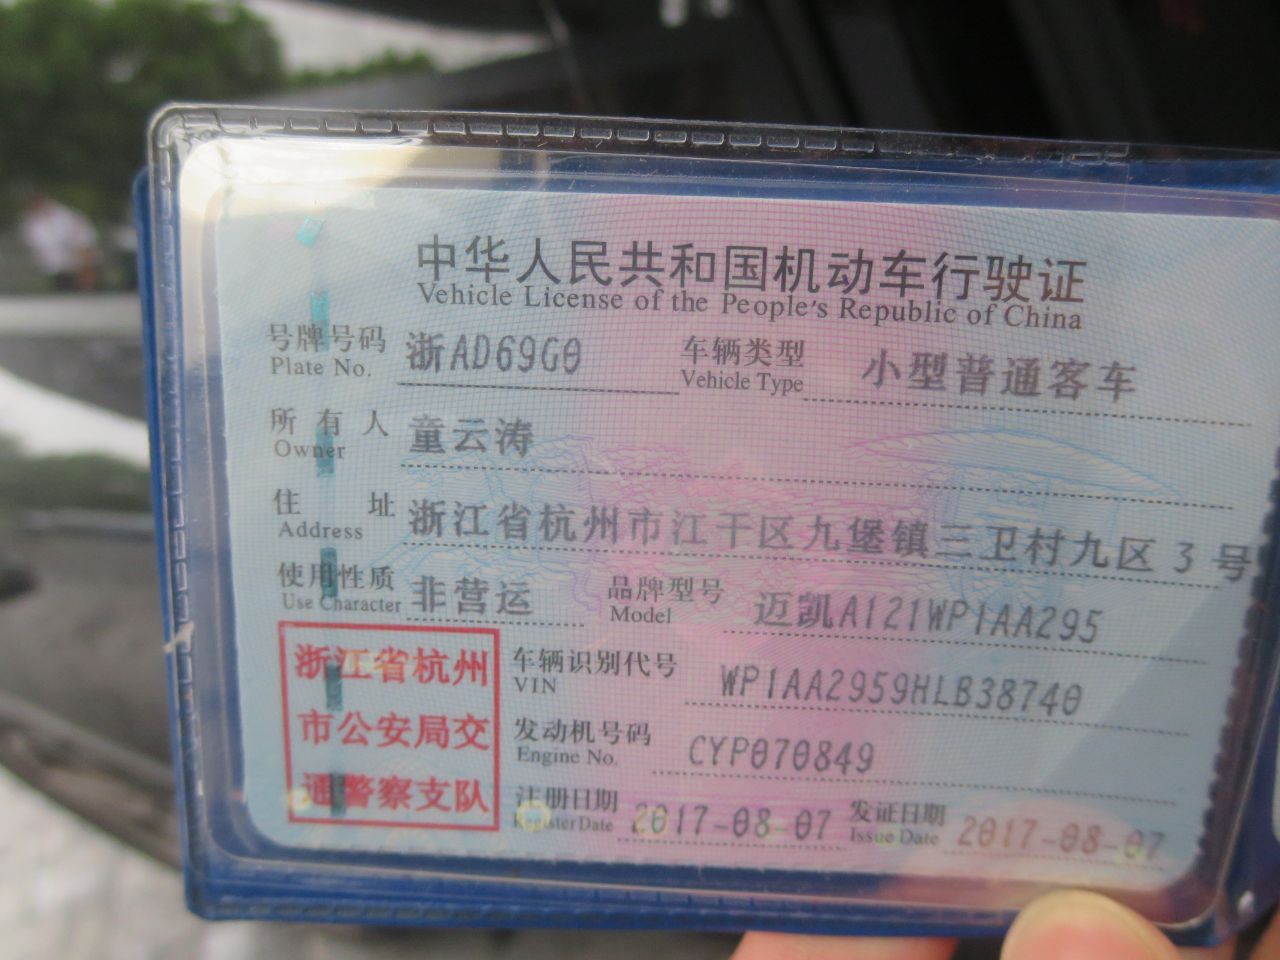 中华人民共和国机动车行驶证
Vehicle License of the People's Republic of China
号牌号码 浙AD69G0 车辆类型 小型普通客车
Plate No. Vehicle Type
所有人 童云涛
Owner
住址 浙江省杭州市江干区九堡镇三卫村九区3号
Address
使用性质 非营运 品牌型号 迈凯A121WP1AA295
Use Character Model
浙江省杭州
市公安局交
通警察支队
车辆识别代号 WP1AA2959HLB38740
VIN
发动机号码 CYP070849
Engine No.
注册日期 2017-08-07 发证日期 2017-08-07
Register Date Issue Date